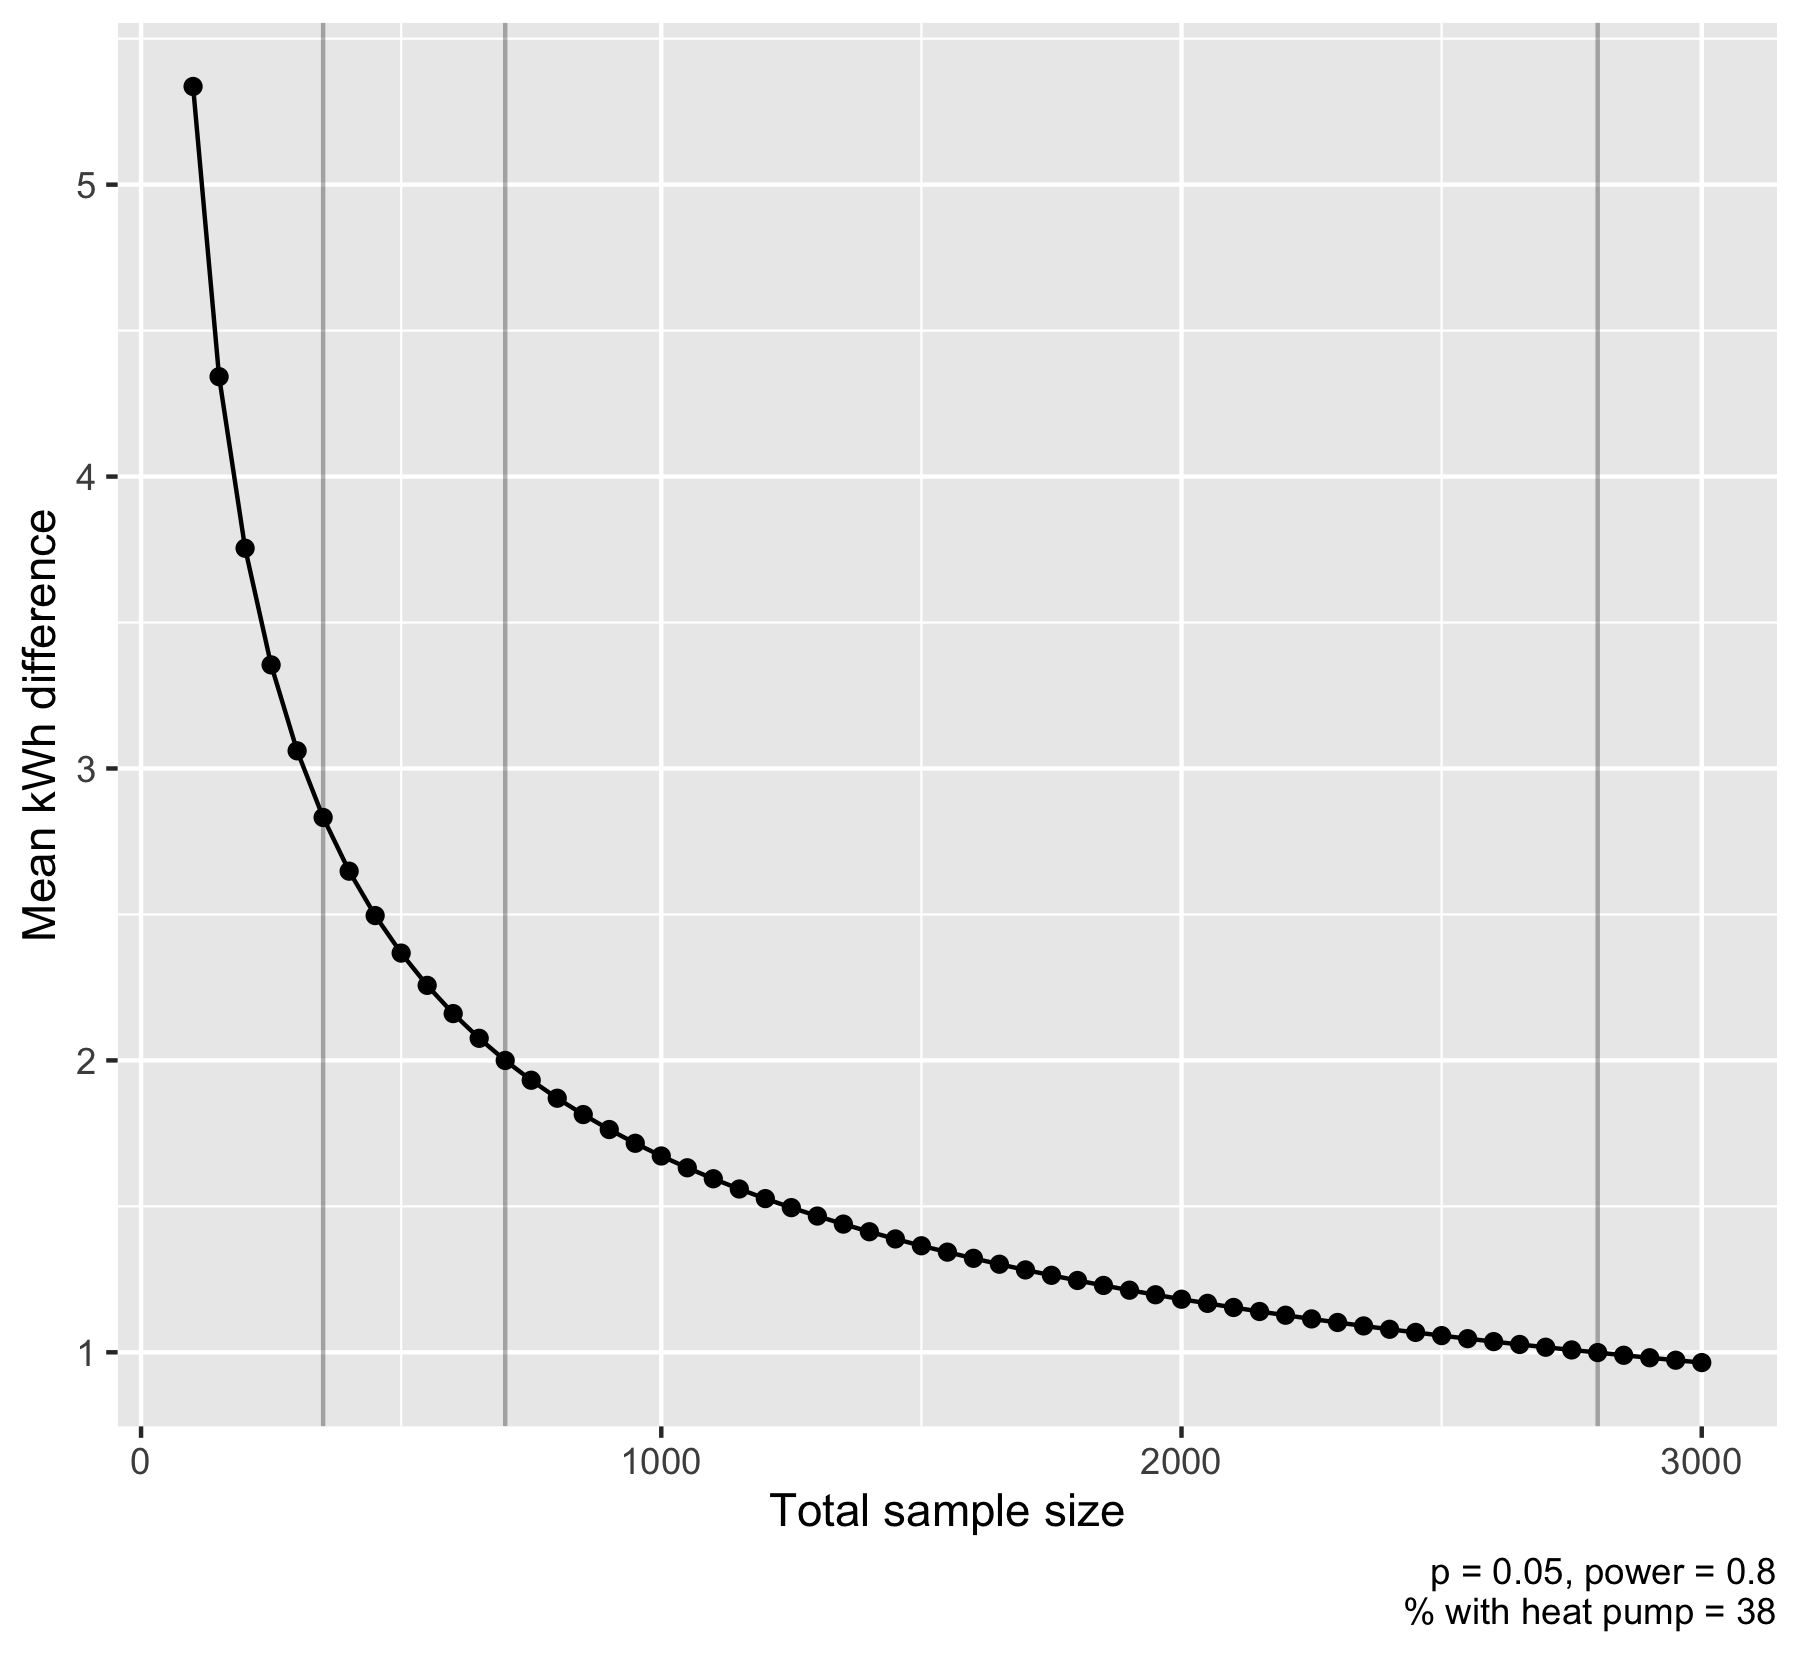 5
4
3
2
1
Mean kWh difference
0 1000 2000 3000
Total sample size
p = 0.05, power = 0.8
% with heat pump = 38